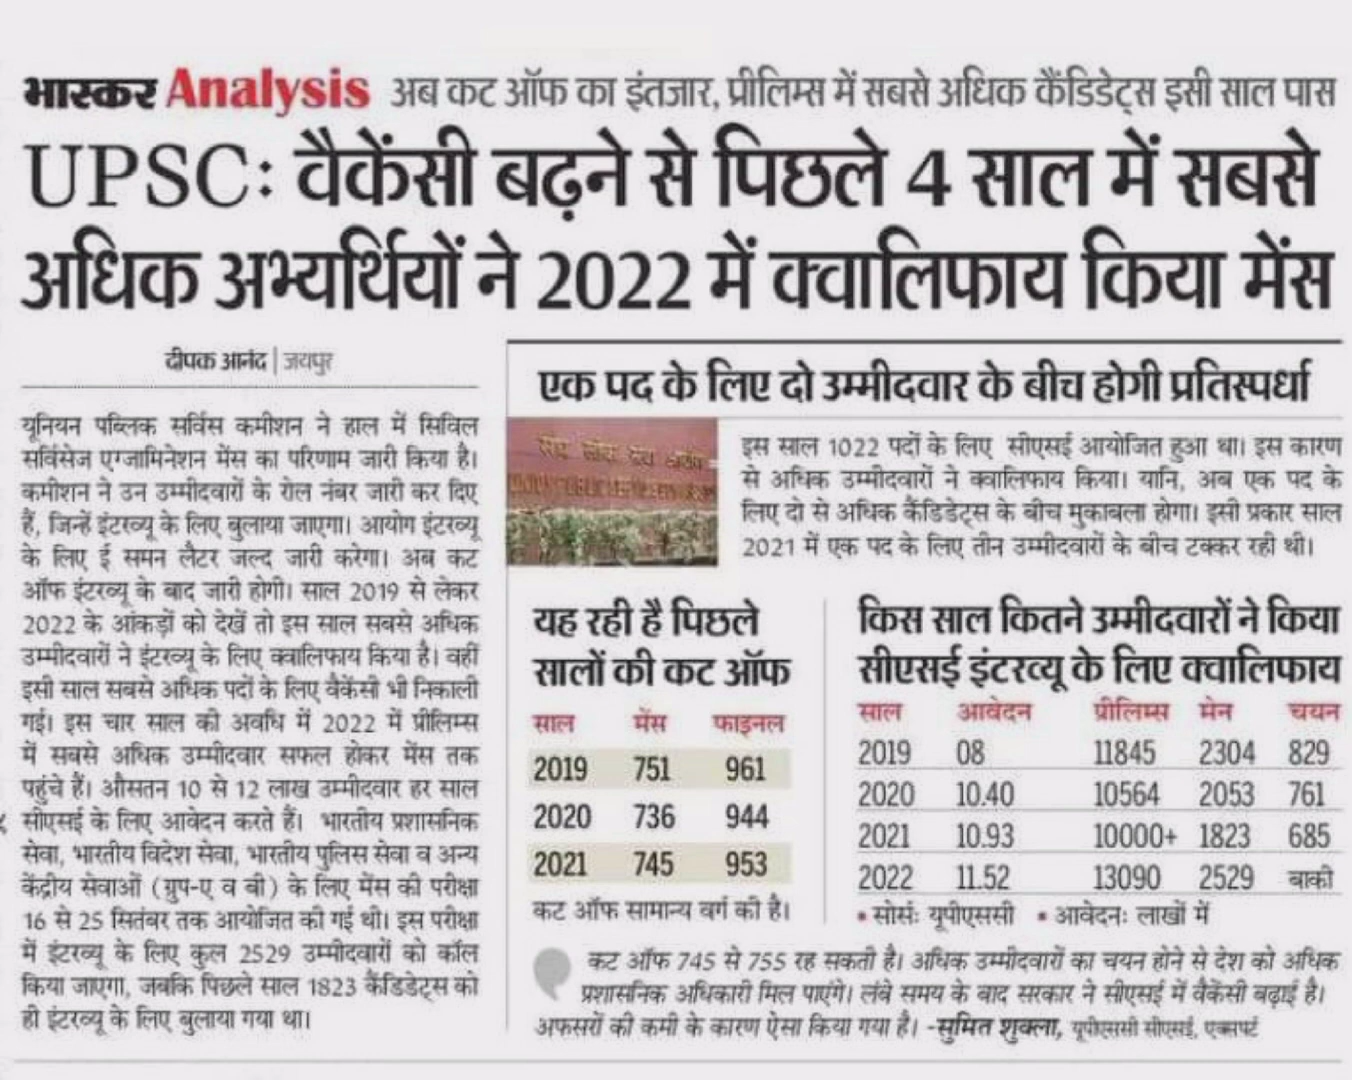 भास्कर Analysis अब कट ऑफ का इंतजार, प्रीलिम्स में सबसे अधिक कैंडिडेट्स इसी साल पास
UPSC: वैकेंसी बढ़ने से पिछले 4 साल में सबसे
अधिक अभ्यर्थियों ने 2022 में क्वालिफाय किया मेंस
दीपक आनंद | जयपुर
यूनियन पब्लिक सर्विस कमीशन ने हाल में सिविल
सर्विसेज एग्जामिनेशन मेंस का परिणाम जारी किया है।
कमीशन ने उन उम्मीदवारों के रोल नंबर जारी कर दिए
हैं, जिन्हें इंटरव्यू के लिए बुलाया जाएगा। आयोग इंटरव्यू
के लिए ई समन लैटर जल्द जारी करेगा। अब कट
ऑफ इंटरव्यू के बाद जारी होगी। साल 2019 से लेकर
2022 के आंकड़ों को देखें तो इस साल सबसे अधिक
उम्मीदवारों ने इंटरव्यू के लिए क्वालिफाय किया है। वहीं
इसी साल सबसे अधिक पदों के लिए वैकेंसी भी निकाली
गई। इस चार साल की अवधि में 2022 में प्रीलिम्स
में सबसे अधिक उम्मीदवार सफल होकर मेंस तक
पहुंचे हैं। औसतन 10 से 12 लाख उम्मीदवार हर साल
सीएसई के लिए आवेदन करते हैं। भारतीय प्रशासनिक
सेवा, भारतीय विदेश सेवा, भारतीय पुलिस सेवा व अन्य
केंद्रीय सेवाओं (ग्रुप-ए व बी) के लिए मेंस की परीक्षा
16 से 25 सितंबर तक आयोजित की गई थी। इस परीक्षा
में इंटरव्यू के लिए कुल 2529 उम्मीदवारों को कॉल
किया जाएगा, जबकि पिछले साल 1823 कैंडिडेट्स को
ही इंटरव्यू के लिए बुलाया गया था।
एक पद के लिए दो उम्मीदवार के बीच होगी प्रतिस्पर्धा
संघ लोक सेवा आयोग
इस साल 1022 पदों के लिए सीएसई आयोजित हुआ था। इस कारण
से अधिक उम्मीदवारों ने क्वालिफाय किया। यानि, अब एक पद के
लिए दो से अधिक कैंडिडेट्स के बीच मुकाबला होगा। इसी प्रकार साल
2021 में एक पद के लिए तीन उम्मीदवारों के बीच टक्कर रही थी।
यह रही है पिछले
सालों की कट ऑफ
साल मेंस फाइनल
2019 751 961
2020 736 944
2021 745 953
कट ऑफ सामान्य वर्ग की है।
किस साल कितने उम्मीदवारों ने किया
सीएसई इंटरव्यू के लिए क्वालिफाय
साल आवेदन प्रीलिम्स मेन चयन
2019 08 11845 2304 829
2020 10.40 10564 2053 761
2021 10.93 10000+ 1823 685
2022 11.52 13090 2529 बाकी
• सोर्स: यूपीएससी • आवेदन: लाखों में
कट ऑफ 745 से 755 रह सकती है। अधिक उम्मीदवारों का चयन होने से देश को अधिक
प्रशासनिक अधिकारी मिल पाएंगे। लंबे समय के बाद सरकार ने सीएसई में वैकेंसी बढ़ाई है।
अफसरों की कमी के कारण ऐसा किया गया है। -सुमित शुक्ला, यूपीएससी सीएसई, एक्सपर्ट